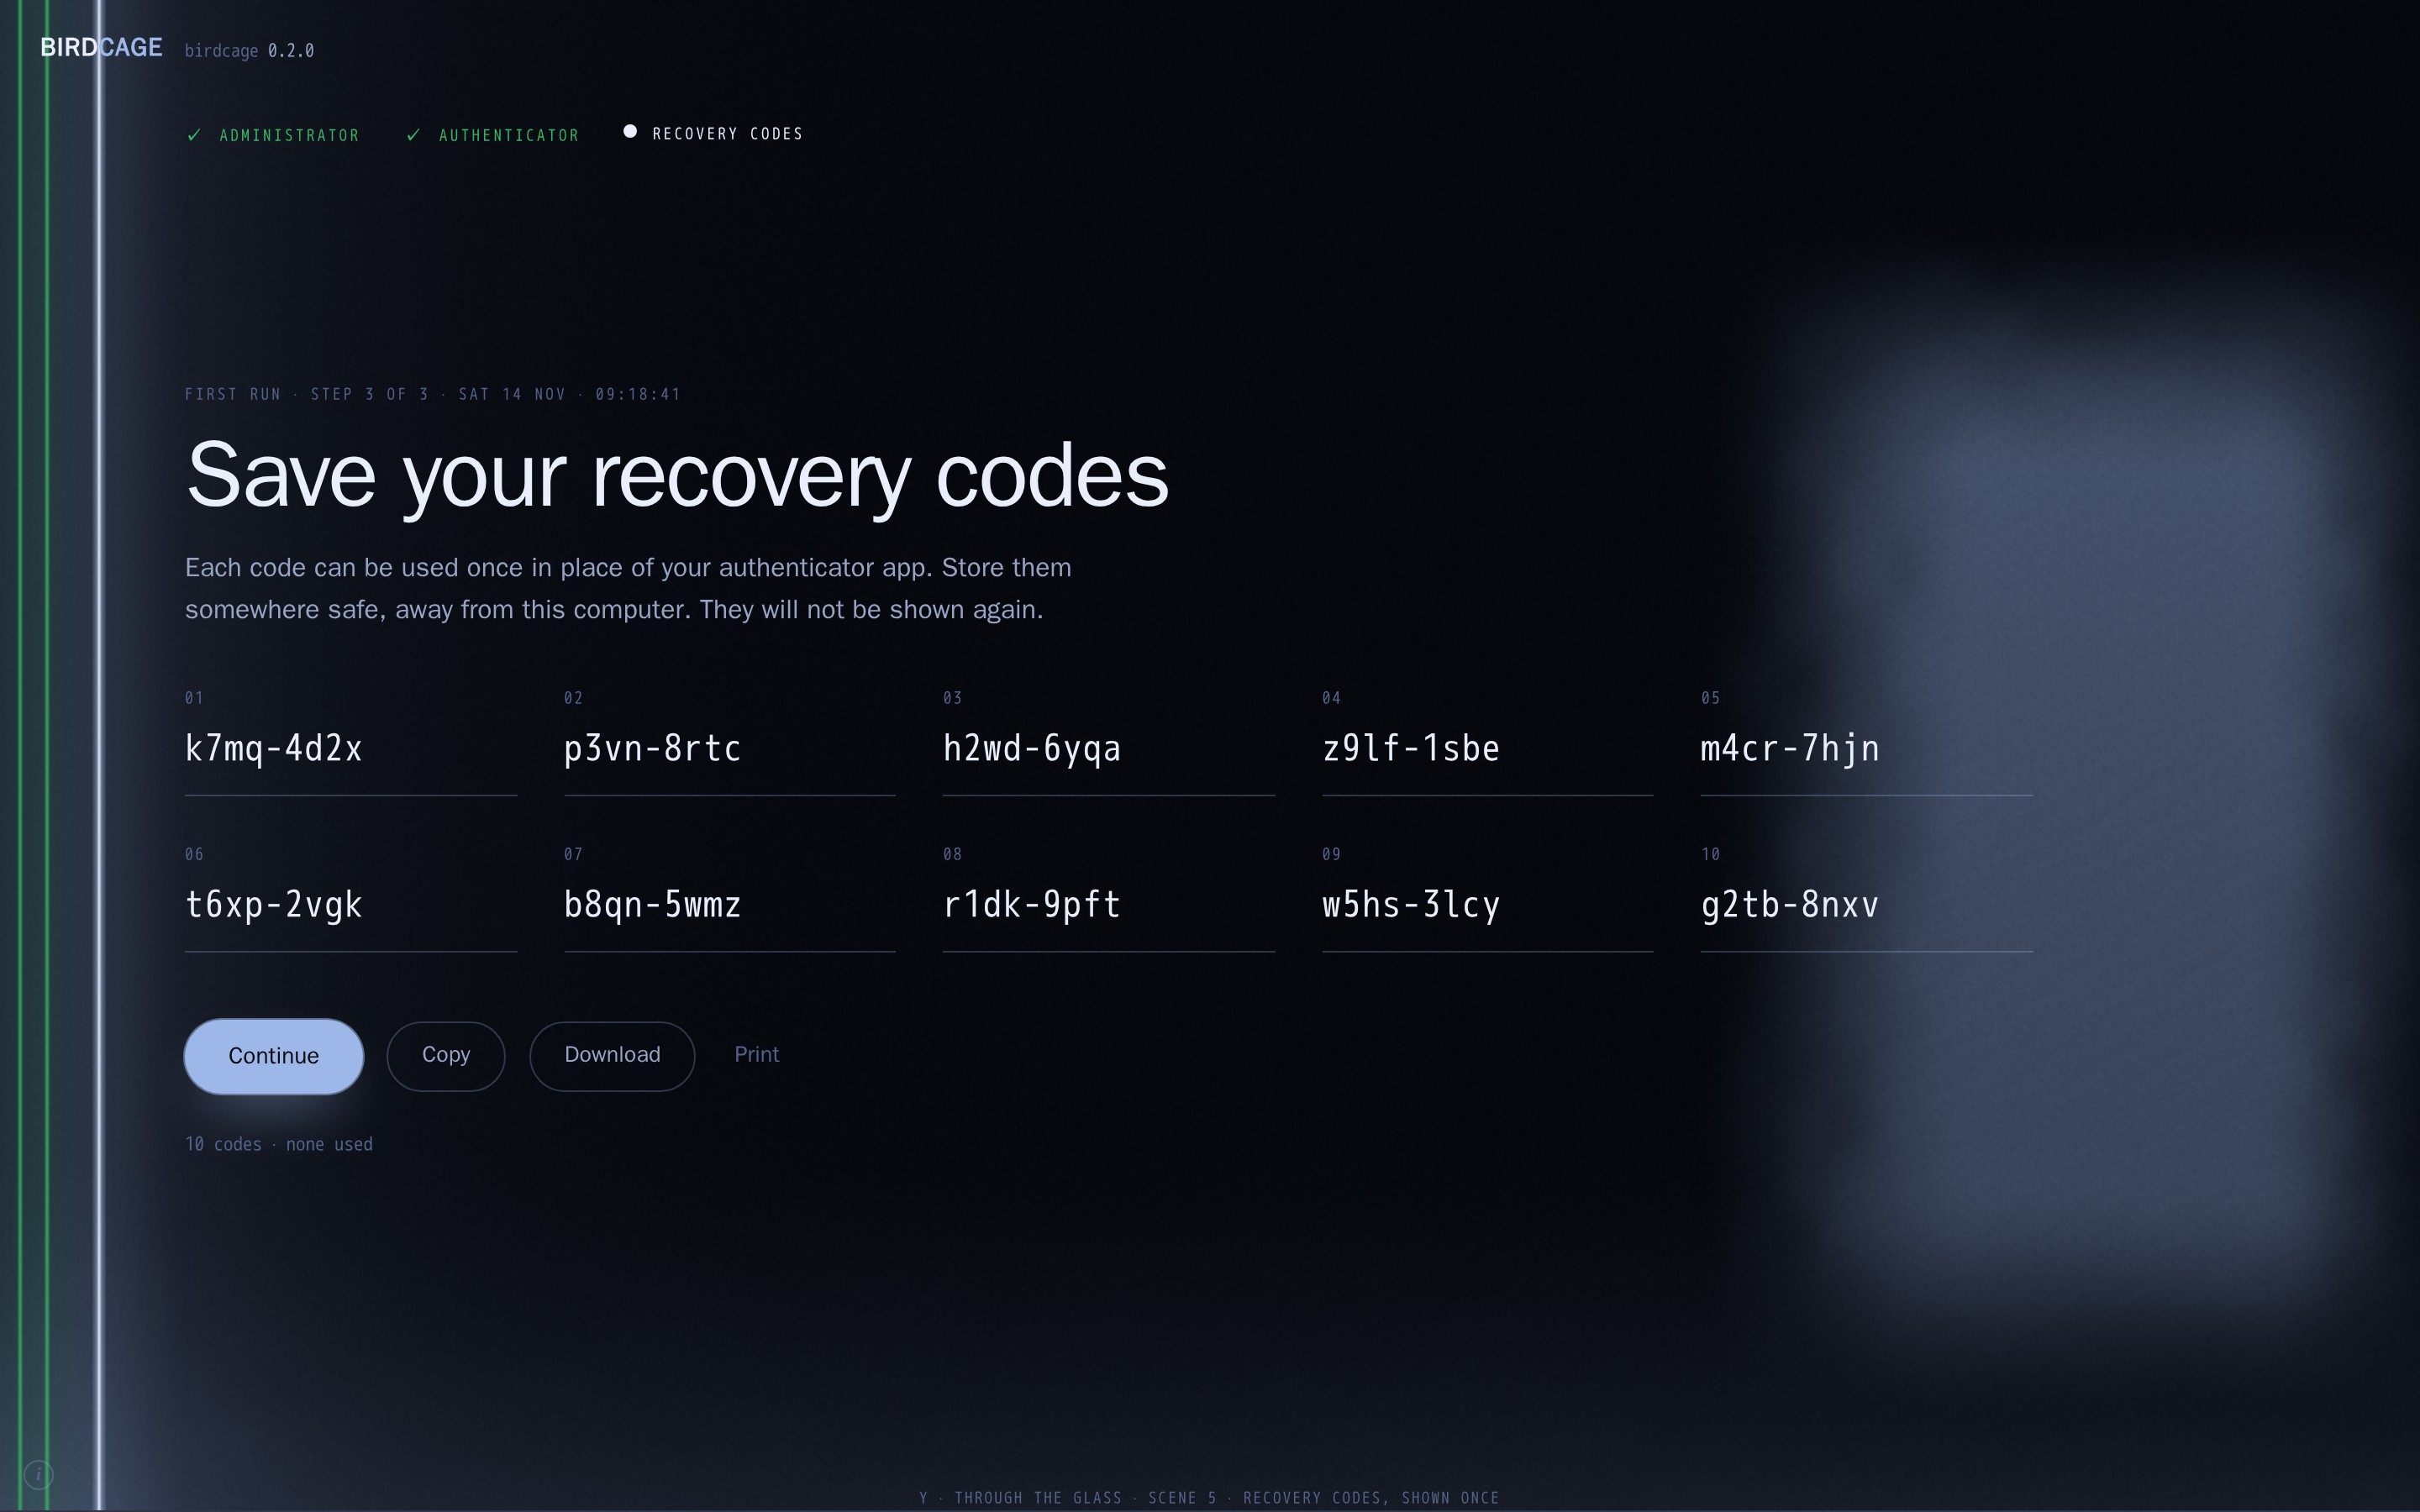 BIRDCAGE birdcage 0.2.0
✓ ADMINISTRATOR ✓ AUTHENTICATOR RECOVERY CODES
FIRST RUN · STEP 3 OF 3 · SAT 14 NOV · 09:18:41
Save your recovery codes
Each code can be used once in place of your authenticator app. Store them
somewhere safe, away from this computer. They will not be shown again.
01 02 03 04 05
k7mq-4d2x p3vn-8rtc h2wd-6yqa z9lf-1sbe m4cr-7hjn
06 07 08 09 10
t6xp-2vgk b8qn-5wmz r1dk-9pft w5hs-3lcy g2tb-8nxv
Continue Copy Download Print
10 codes · none used
i
Y · THROUGH THE GLASS · SCENE 5 · RECOVERY CODES, SHOWN ONCE